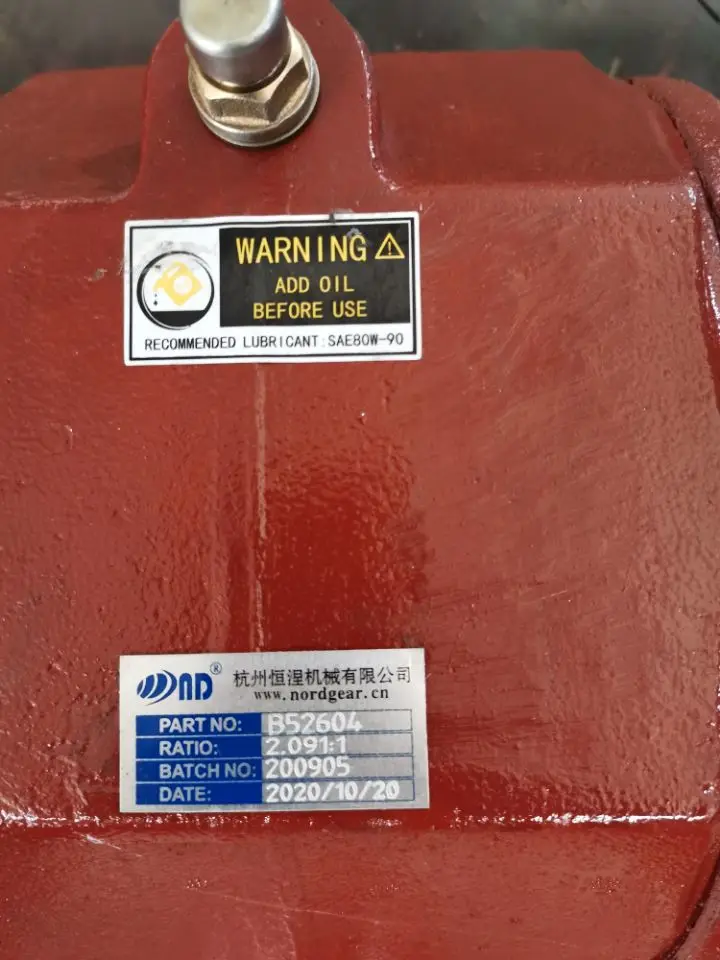 WARNING
ADD OIL
BEFORE USE
RECOMMENDED LUBRICANT:SAE80W-90
ND®
杭州恒涅机械有限公司
www.nordgear.cn
PART NO: B52604
RATIO: 2.091:1
BATCH NO: 200905
DATE: 2020/10/20